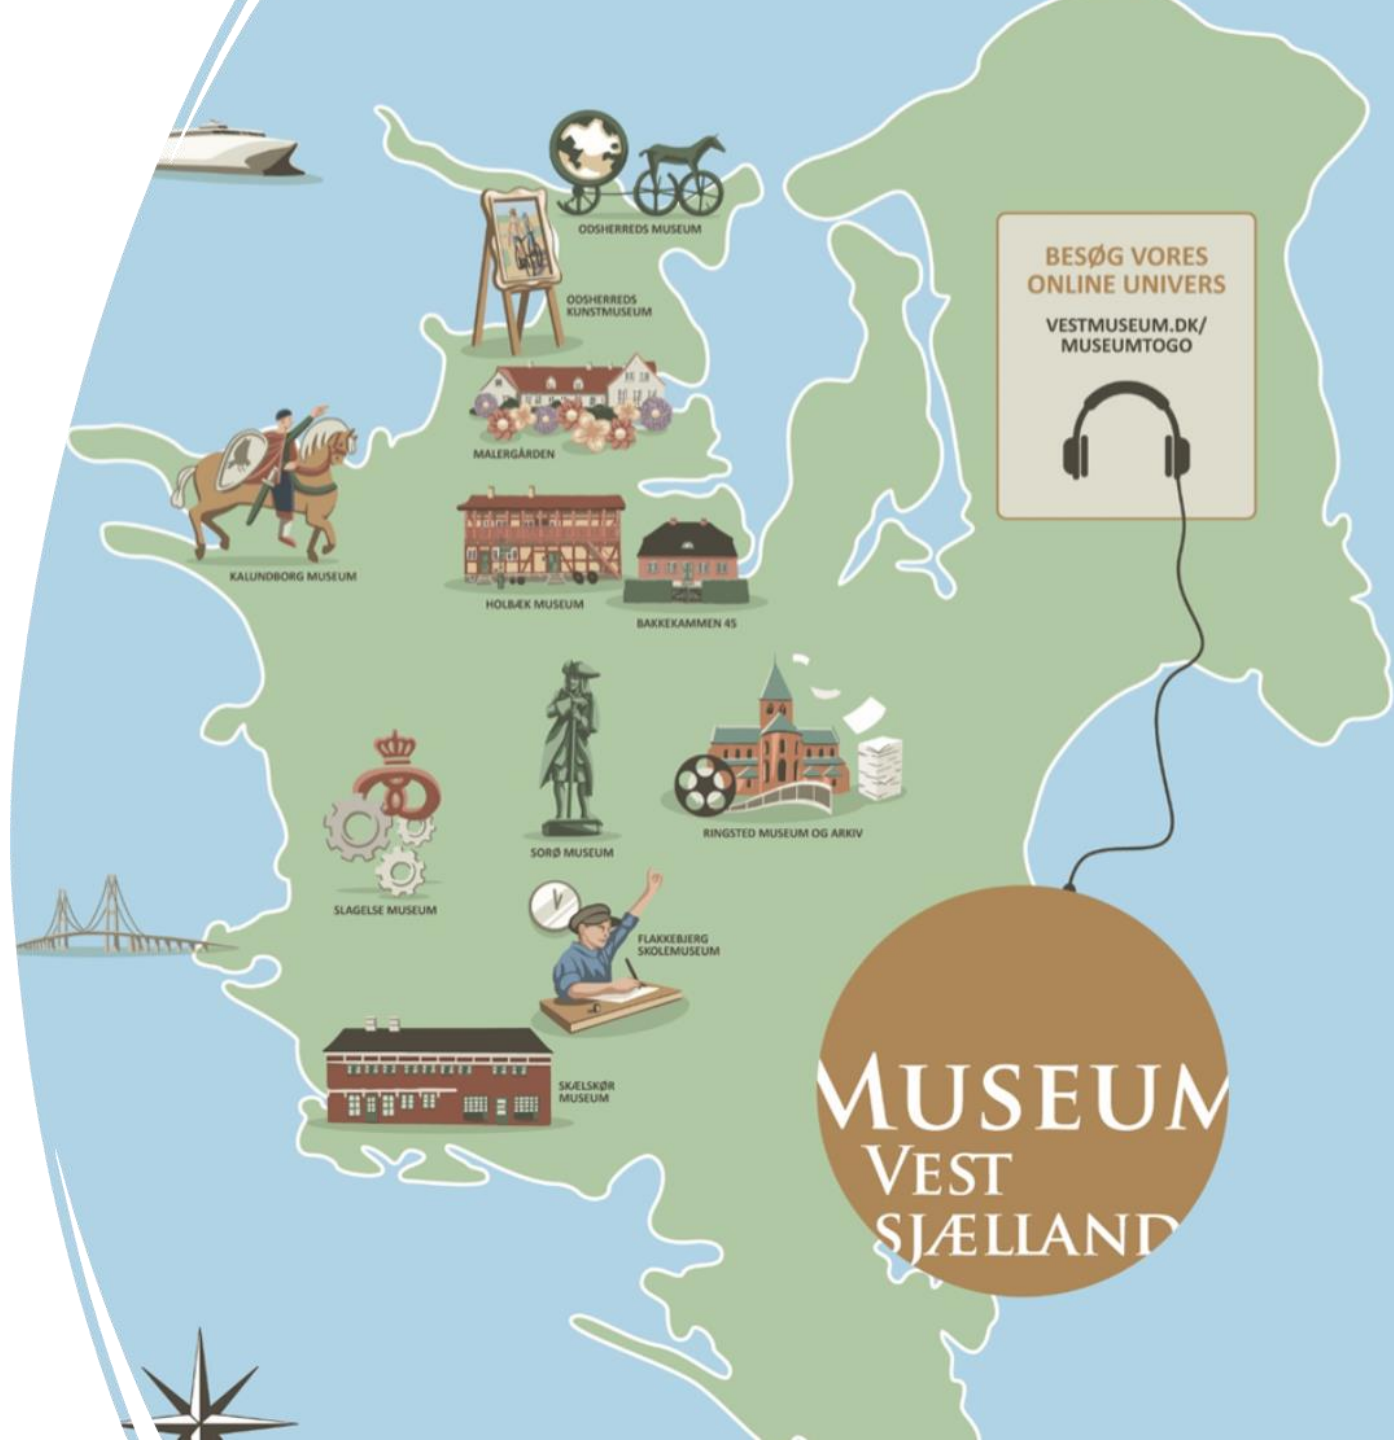 ODSHERREDS MUSEUM
ODSHERREDS
KUNSTMUSEUM
BESØG VORES
ONLINE UNIVERS
VESTMUSEUM.DK/
MUSEUMTOGO
MALERGÅRDEN
KALUNDBORG MUSEUM
HOLBÆK MUSEUM
BAKKEKAMMEN 45
SORØ MUSEUM
RINGSTED MUSEUM OG ARKIV
SLAGELSE MUSEUM
FLAKKEBJERG
SKOLEMUSEUM
SKÆLSKØR
MUSEUM
MUSEUM
VEST
SJÆLLAND